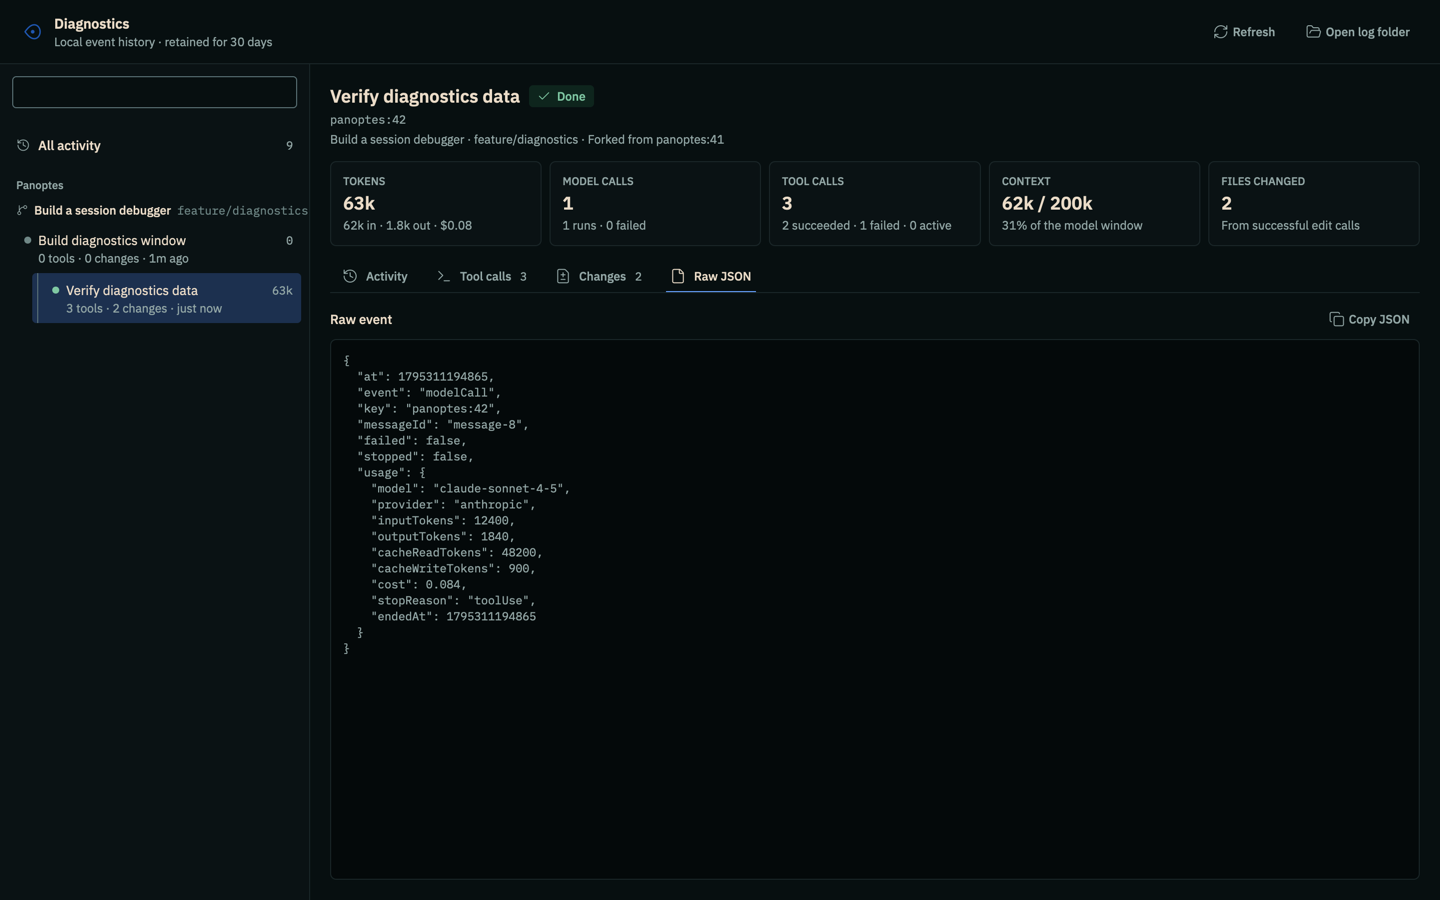 Diagnostics
Local event history · retained for 30 days
Refresh
Open log folder
All activity 9
Panoptes
Build a session debugger feature/diagnostics
Build diagnostics window 0
0 tools · 0 changes · 1m ago
Verify diagnostics data 63k
3 tools · 2 changes · just now
Verify diagnostics data Done
panoptes:42
Build a session debugger · feature/diagnostics · Forked from panoptes:41
TOKENS
63k
62k in · 1.8k out · $0.08
MODEL CALLS
1
1 runs · 0 failed
TOOL CALLS
3
2 succeeded · 1 failed · 0 active
CONTEXT
62k / 200k
31% of the model window
FILES CHANGED
2
From successful edit calls
Activity
Tool calls 3
Changes 2
Raw JSON
Raw event
Copy JSON
{
  "at": 1795311194865,
  "event": "modelCall",
  "key": "panoptes:42",
  "messageId": "message-8",
  "failed": false,
  "stopped": false,
  "usage": {
    "model": "claude-sonnet-4-5",
    "provider": "anthropic",
    "inputTokens": 12400,
    "outputTokens": 1840,
    "cacheReadTokens": 48200,
    "cacheWriteTokens": 900,
    "cost": 0.084,
    "stopReason": "toolUse",
    "endedAt": 1795311194865
  }
}